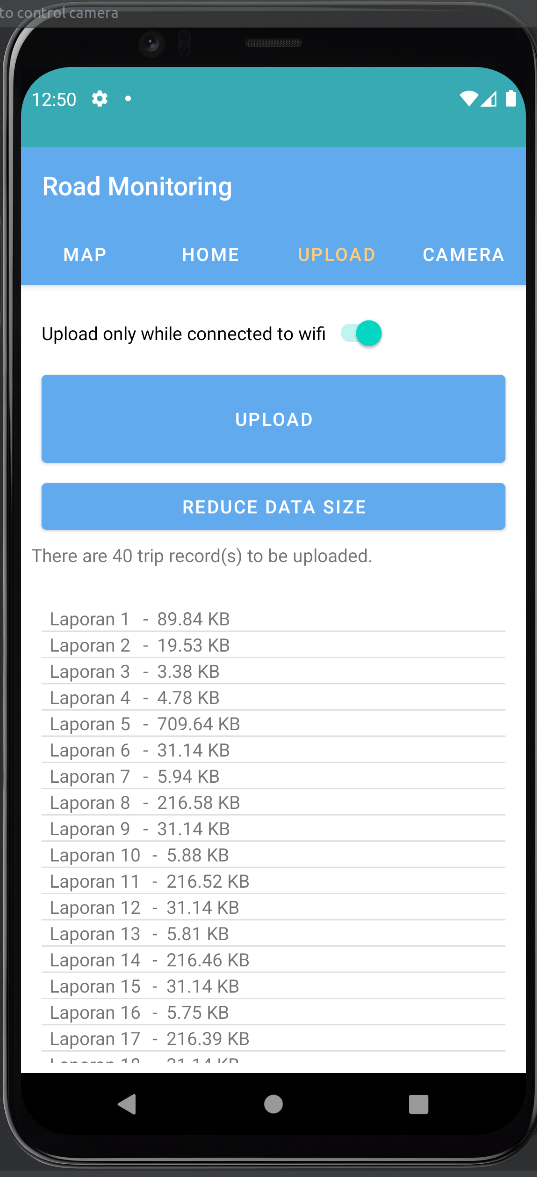 to control camera
12:50
Road Monitoring
MAP HOME UPLOAD CAMERA
Upload only while connected to wifi
UPLOAD
REDUCE DATA SIZE
There are 40 trip record(s) to be uploaded.
Laporan 1 - 89.84 KB
Laporan 2 - 19.53 KB
Laporan 3 - 3.38 KB
Laporan 4 - 4.78 KB
Laporan 5 - 709.64 KB
Laporan 6 - 31.14 KB
Laporan 7 - 5.94 KB
Laporan 8 - 216.58 KB
Laporan 9 - 31.14 KB
Laporan 10 - 5.88 KB
Laporan 11 - 216.52 KB
Laporan 12 - 31.14 KB
Laporan 13 - 5.81 KB
Laporan 14 - 216.46 KB
Laporan 15 - 31.14 KB
Laporan 16 - 5.75 KB
Laporan 17 - 216.39 KB
Laporan 18 - 31.14 KB